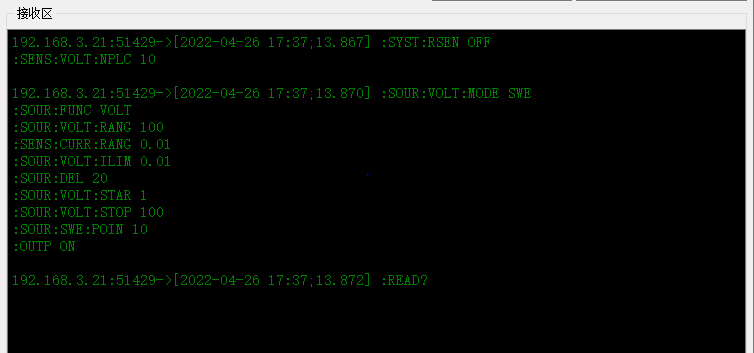 接收区
192.168.3.21:51429->[2022-04-26 17:37;13.867] :SYST:RSEN OFF
:SENS:VOLT:NPLC 10
192.168.3.21:51429->[2022-04-26 17:37;13.870] :SOUR:VOLT:MODE SWE
:SOUR:FUNC VOLT
:SOUR:VOLT:RANG 100
:SENS:CURR:RANG 0.01
:SOUR:VOLT:ILIM 0.01
:SOUR:DEL 20
:SOUR:VOLT:STAR 1
:SOUR:VOLT:STOP 100
:SOUR:SWE:POIN 10
:OUTP ON
192.168.3.21:51429->[2022-04-26 17:37;13.872] :READ?